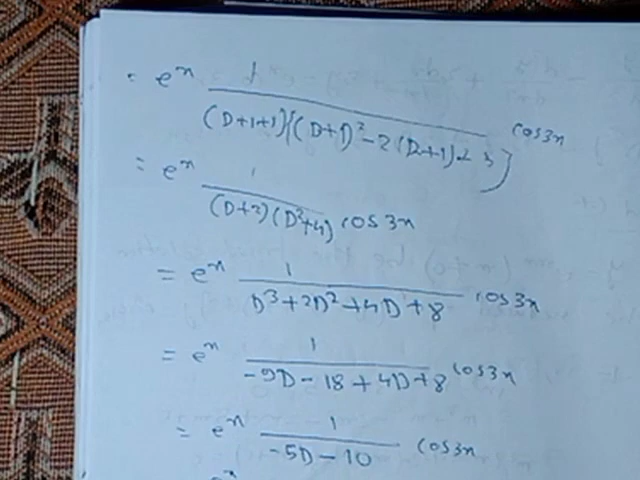 = e^x 1/((D+1+1){(D+1)^2 - 2(D+1) + 5}) cos3x
= e^x 1/((D+2)(D^2+4)) cos3x
= e^x 1/(D^3+2D^2+4D+8) cos3x
= e^x 1/(-9D-18+4D+8) cos3x
= e^x 1/(-5D-10) cos3x